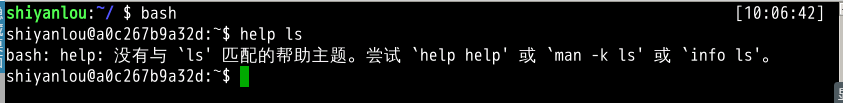 shiyanlou:~/ $ bash [10:06:42]
shiyanlou@a0c267b9a32d:~$ help ls
bash: help: 没有与 `ls' 匹配的帮助主题。尝试 `help help' 或 `man -k ls' 或 `info ls'。
shiyanlou@a0c267b9a32d:~$